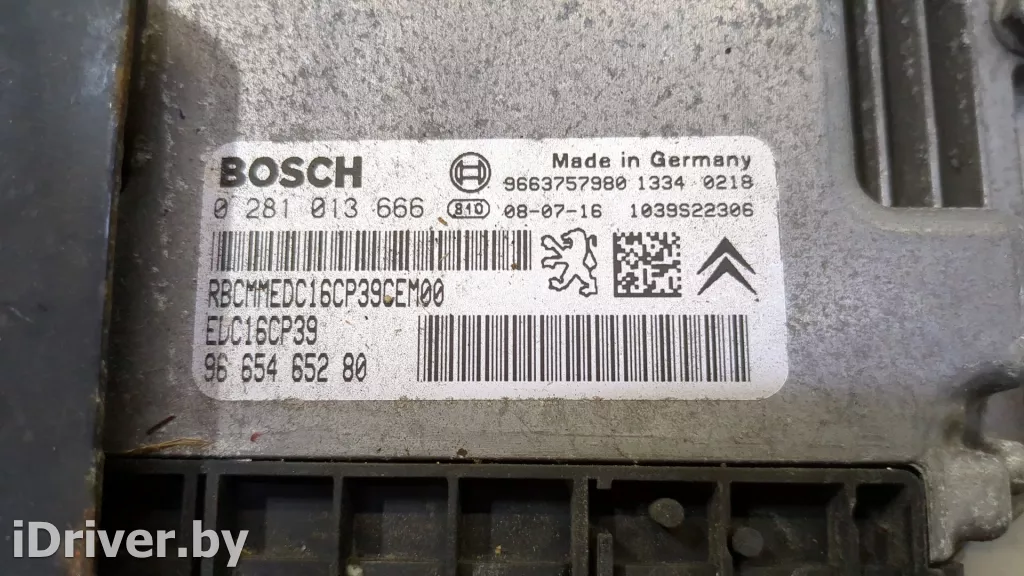 BOSCH
Made in Germany
9663757980 1334 0218
0 281 013 666 810 08-07-16 1039S22306
RBCMMEDC16CP39CEM00
EDC16CP39
96 654 652 80
iDriver.by